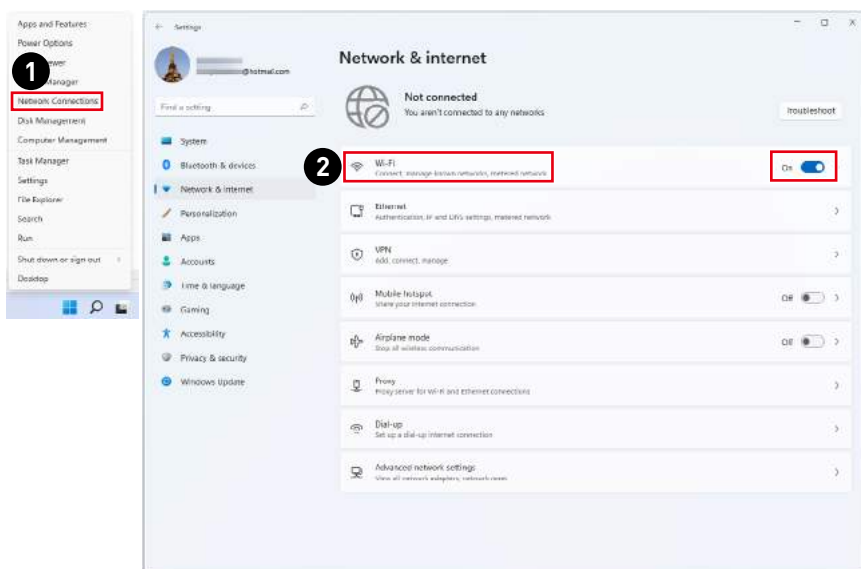 Apps and Features
Power Options
ewer
1
Manager
Network Connections
Disk Management
Computer Management
Task Manager
Settings
File Explorer
Search
Run
Shut down or sign out
Desktop
Settings
@hotmail.com
Find a setting
System
Bluetooth & devices
Network & internet
Personalization
Apps
Accounts
Time & language
Gaming
Accessibility
Privacy & security
Windows Update
Network & internet
Not connected
You aren't connected to any networks
Troubleshoot
2
Wi-Fi
Connect, manage known networks, metered network
On
Ethernet
Authentication, IP and DNS settings, metered network
VPN
Add, connect, manage
Mobile hotspot
Share your internet connection
Off
Airplane mode
Stop all wireless communication
Off
Proxy
Proxy server for Wi-Fi and Ethernet connections
Dial-up
Set up a dial-up internet connection
Advanced network settings
View all network adapters, network reset